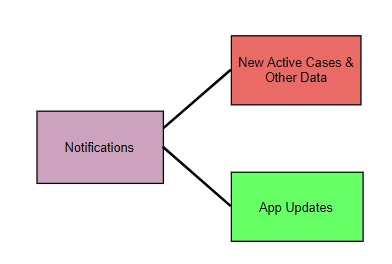 New Active Cases &
Other Data
Notifications
App Updates